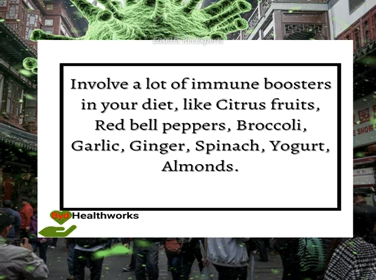 Involve a lot of immune boosters
in your diet, like Citrus fruits,
Red bell peppers, Broccoli,
Garlic, Ginger, Spinach, Yogurt,
Almonds.
Healthworks